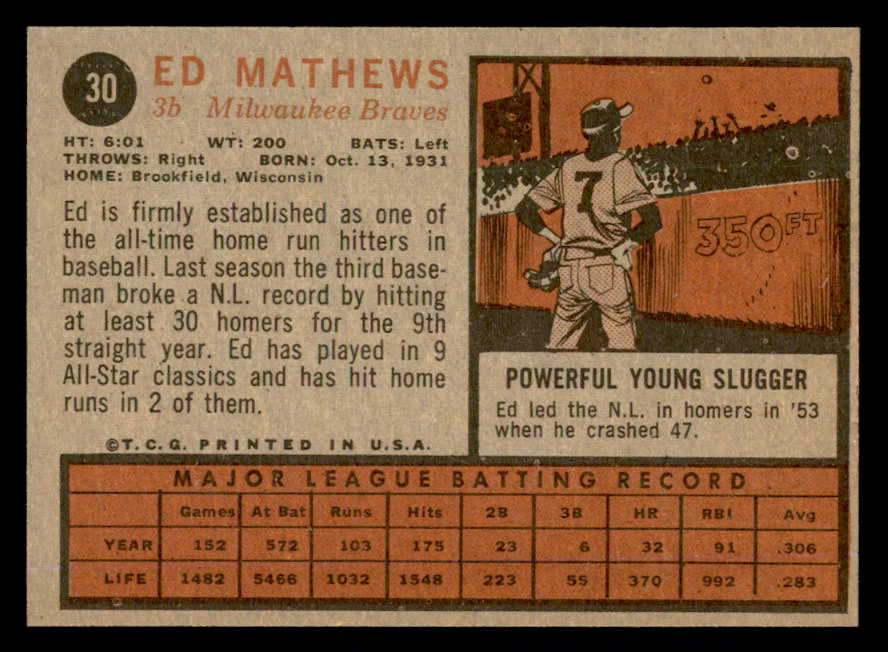 30
ED MATHEWS
3b Milwaukee Braves
HT: 6:01 WT: 200 BATS: Left
THROWS: Right BORN: Oct. 13, 1931
HOME: Brookfield, Wisconsin
Ed is firmly established as one of
the all-time home run hitters in
baseball. Last season the third base-
man broke a N.L. record by hitting
at least 30 homers for the 9th
straight year. Ed has played in 9
All-Star classics and has hit home
runs in 2 of them.
©T.C.G. PRINTED IN U.S.A.
7
350FT
POWERFUL YOUNG SLUGGER
Ed led the N.L. in homers in '53
when he crashed 47.
MAJOR LEAGUE BATTING RECORD
Games At Bat Runs Hits 2B 3B HR RBI Avg
YEAR 152 572 103 175 23 6 32 91 .306
LIFE 1482 5466 1032 1548 223 55 370 992 .283